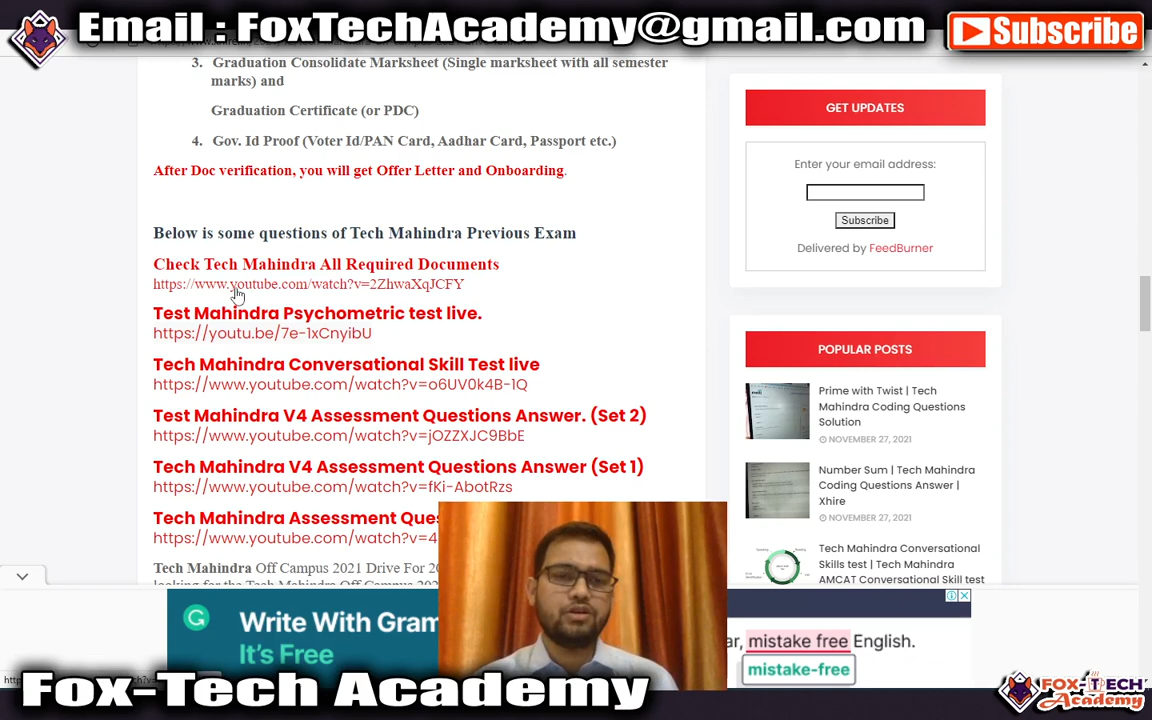 Email : FoxTechAcademy@gmail.com
Subscribe
3. Graduation Consolidate Marksheet (Single marksheet with all semester
marks) and
Graduation Certificate (or PDC)
4. Gov. Id Proof (Voter Id/PAN Card, Aadhar Card, Passport etc.)
After Doc verification, you will get Offer Letter and Onboarding.
Below is some questions of Tech Mahindra Previous Exam
Check Tech Mahindra All Required Documents
https://www.youtube.com/watch?v=2ZhwaXqJCFY
Test Mahindra Psychometric test live.
https://youtu.be/7e-1xCnyibU
Tech Mahindra Conversational Skill Test live
https://www.youtube.com/watch?v=o6UV0k4B-1Q
Test Mahindra V4 Assessment Questions Answer. (Set 2)
https://www.youtube.com/watch?v=jOZZXJC9BbE
Tech Mahindra V4 Assessment Questions Answer (Set 1)
https://www.youtube.com/watch?v=fKi-AbotRzs
Tech Mahindra Assessment Ques
https://www.youtube.com/watch?v=4
Tech Mahindra Off Campus 2021 Drive For 20
looking for the Tech Mahindra Off Campus 202
GET UPDATES
Enter your email address:
Subscribe
Delivered by FeedBurner
POPULAR POSTS
Prime with Twist | Tech
Mahindra Coding Questions
Solution
NOVEMBER 27, 2021
Number Sum | Tech Mahindra
Coding Questions Answer |
Xhire
NOVEMBER 27, 2021
Tech Mahindra Conversational
Skills test | Tech Mahindra
AMCAT Conversational Skill test
Write With Gram
It's Free
ar, mistake free English.
mistake-free
Fox-Tech Academy
FOX-TECH
Academy